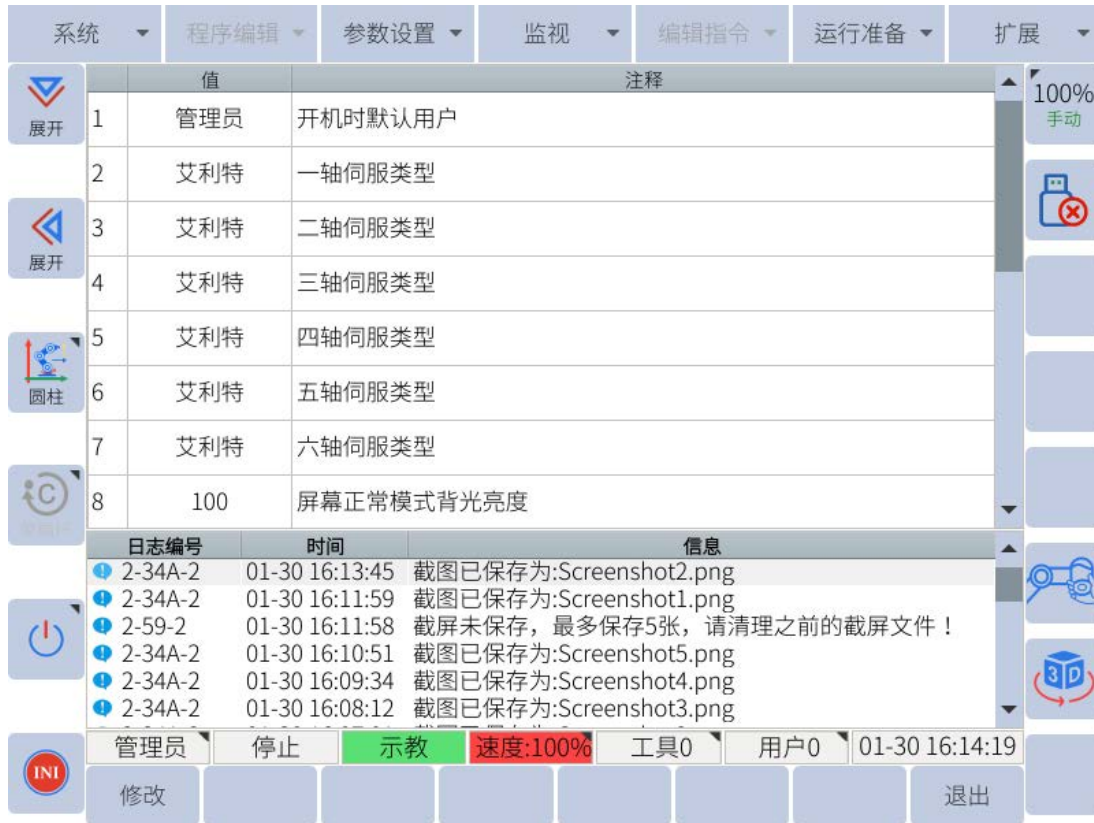 系统 程序编辑 参数设置 监视 编辑指令 运行准备 扩展
值 注释
展开
1 管理员 开机时默认用户
100%
手动
2 艾利特 一轴伺服类型
3 艾利特 二轴伺服类型
展开
4 艾利特 三轴伺服类型
5 艾利特 四轴伺服类型
圆柱
6 艾利特 五轴伺服类型
7 艾利特 六轴伺服类型
C
8 100 屏幕正常模式背光亮度
日志编号 时间 信息
2-34A-2 01-30 16:13:45 截图已保存为:Screenshot2.png
2-34A-2 01-30 16:11:59 截图已保存为:Screenshot1.png
2-59-2 01-30 16:11:58 截屏未保存，最多保存5张，请清理之前的截屏文件！
2-34A-2 01-30 16:10:51 截图已保存为:Screenshot5.png
2-34A-2 01-30 16:09:34 截图已保存为:Screenshot4.png
3D
2-34A-2 01-30 16:08:12 截图已保存为:Screenshot3.png
管理员 停止 示教 速度:100% 工具0 用户0 01-30 16:14:19
INI
修改 退出